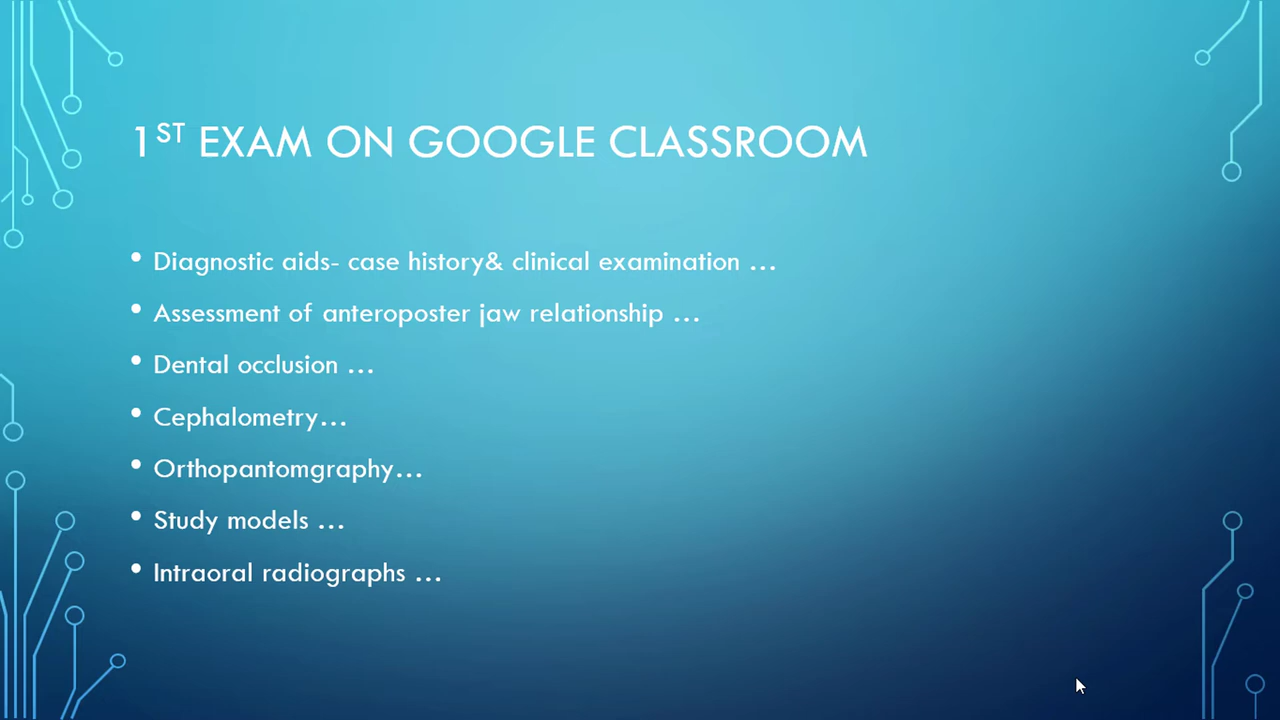 1ST EXAM ON GOOGLE CLASSROOM
• Diagnostic aids- case history& clinical examination ...
• Assessment of anteroposter jaw relationship ...
• Dental occlusion ...
• Cephalometry...
• Orthopantomgraphy...
• Study models ...
• Intraoral radiographs ...